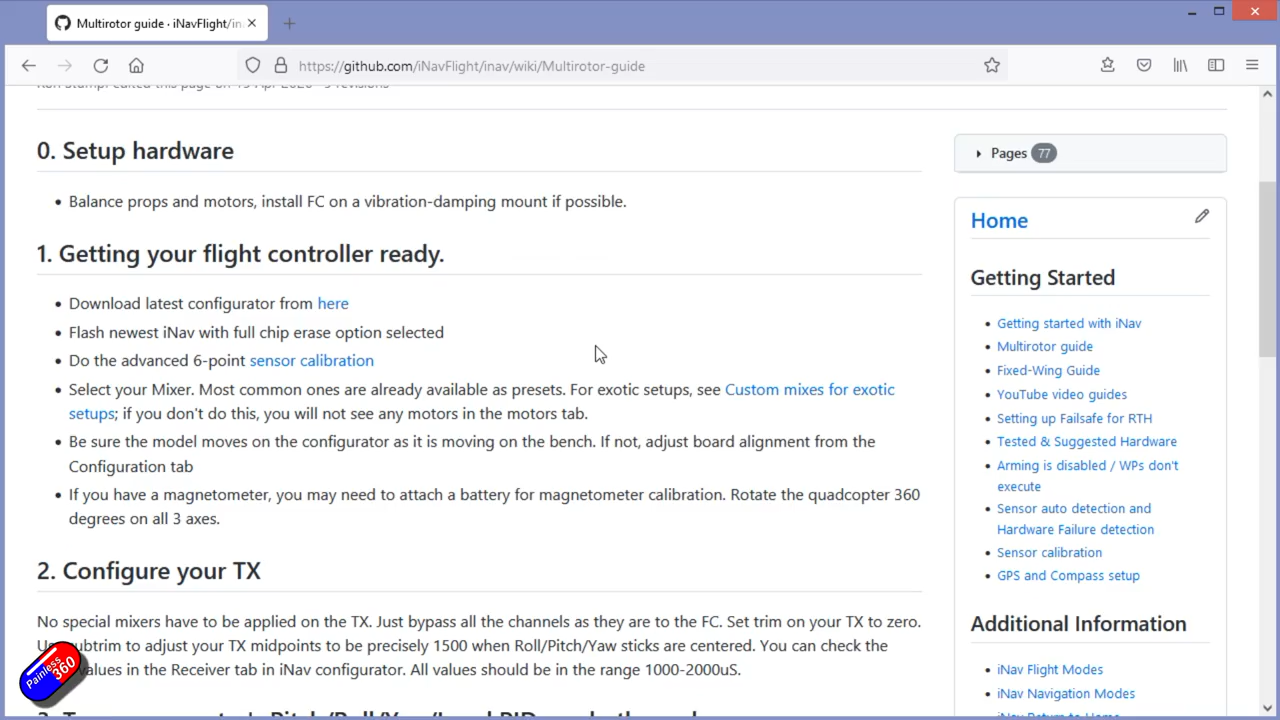 Multirotor guide · iNavFlight/in
https://github.com/iNavFlight/inav/wiki/Multirotor-guide
edited this page on
0. Setup hardware
Balance props and motors, install FC on a vibration-damping mount if possible.
1. Getting your flight controller ready.
Download latest configurator from here
Flash newest iNav with full chip erase option selected
Do the advanced 6-point sensor calibration
Select your Mixer. Most common ones are already available as presets. For exotic setups, see Custom mixes for exotic
setups; if you don't do this, you will not see any motors in the motors tab.
Be sure the model moves on the configurator as it is moving on the bench. If not, adjust board alignment from the
Configuration tab
If you have a magnetometer, you may need to attach a battery for magnetometer calibration. Rotate the quadcopter 360
degrees on all 3 axes.
2. Configure your TX
No special mixers have to be applied on the TX. Just bypass all the channels as they are to the FC. Set trim on your TX to zero.
subtrim to adjust your TX midpoints to be precisely 1500 when Roll/Pitch/Yaw sticks are centered. You can check the
values in the Receiver tab in iNav configurator. All values should be in the range 1000-2000uS.
Painless360
Pages 77
Home
Getting Started
Getting started with iNav
Multirotor guide
Fixed-Wing Guide
YouTube video guides
Setting up Failsafe for RTH
Tested & Suggested Hardware
Arming is disabled / WPs don't
execute
Sensor auto detection and
Hardware Failure detection
Sensor calibration
GPS and Compass setup
Additional Information
iNav Flight Modes
iNav Navigation Modes
iNav Return to Home